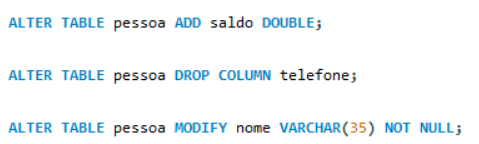 ALTER TABLE pessoa ADD saldo DOUBLE;
ALTER TABLE pessoa DROP COLUMN telefone;
ALTER TABLE pessoa MODIFY nome VARCHAR(35) NOT NULL;